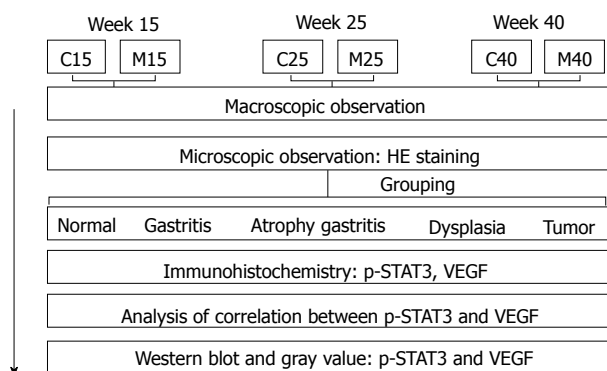 Week 15 Week 25 Week 40
C15 M15 C25 M25 C40 M40
Macroscopic observation
Microscopic observation: HE staining
Grouping
Normal Gastritis Atrophy gastritis Dysplasia Tumor
Immunohistochemistry: p-STAT3, VEGF
Analysis of correlation between p-STAT3 and VEGF
Western blot and gray value: p-STAT3 and VEGF